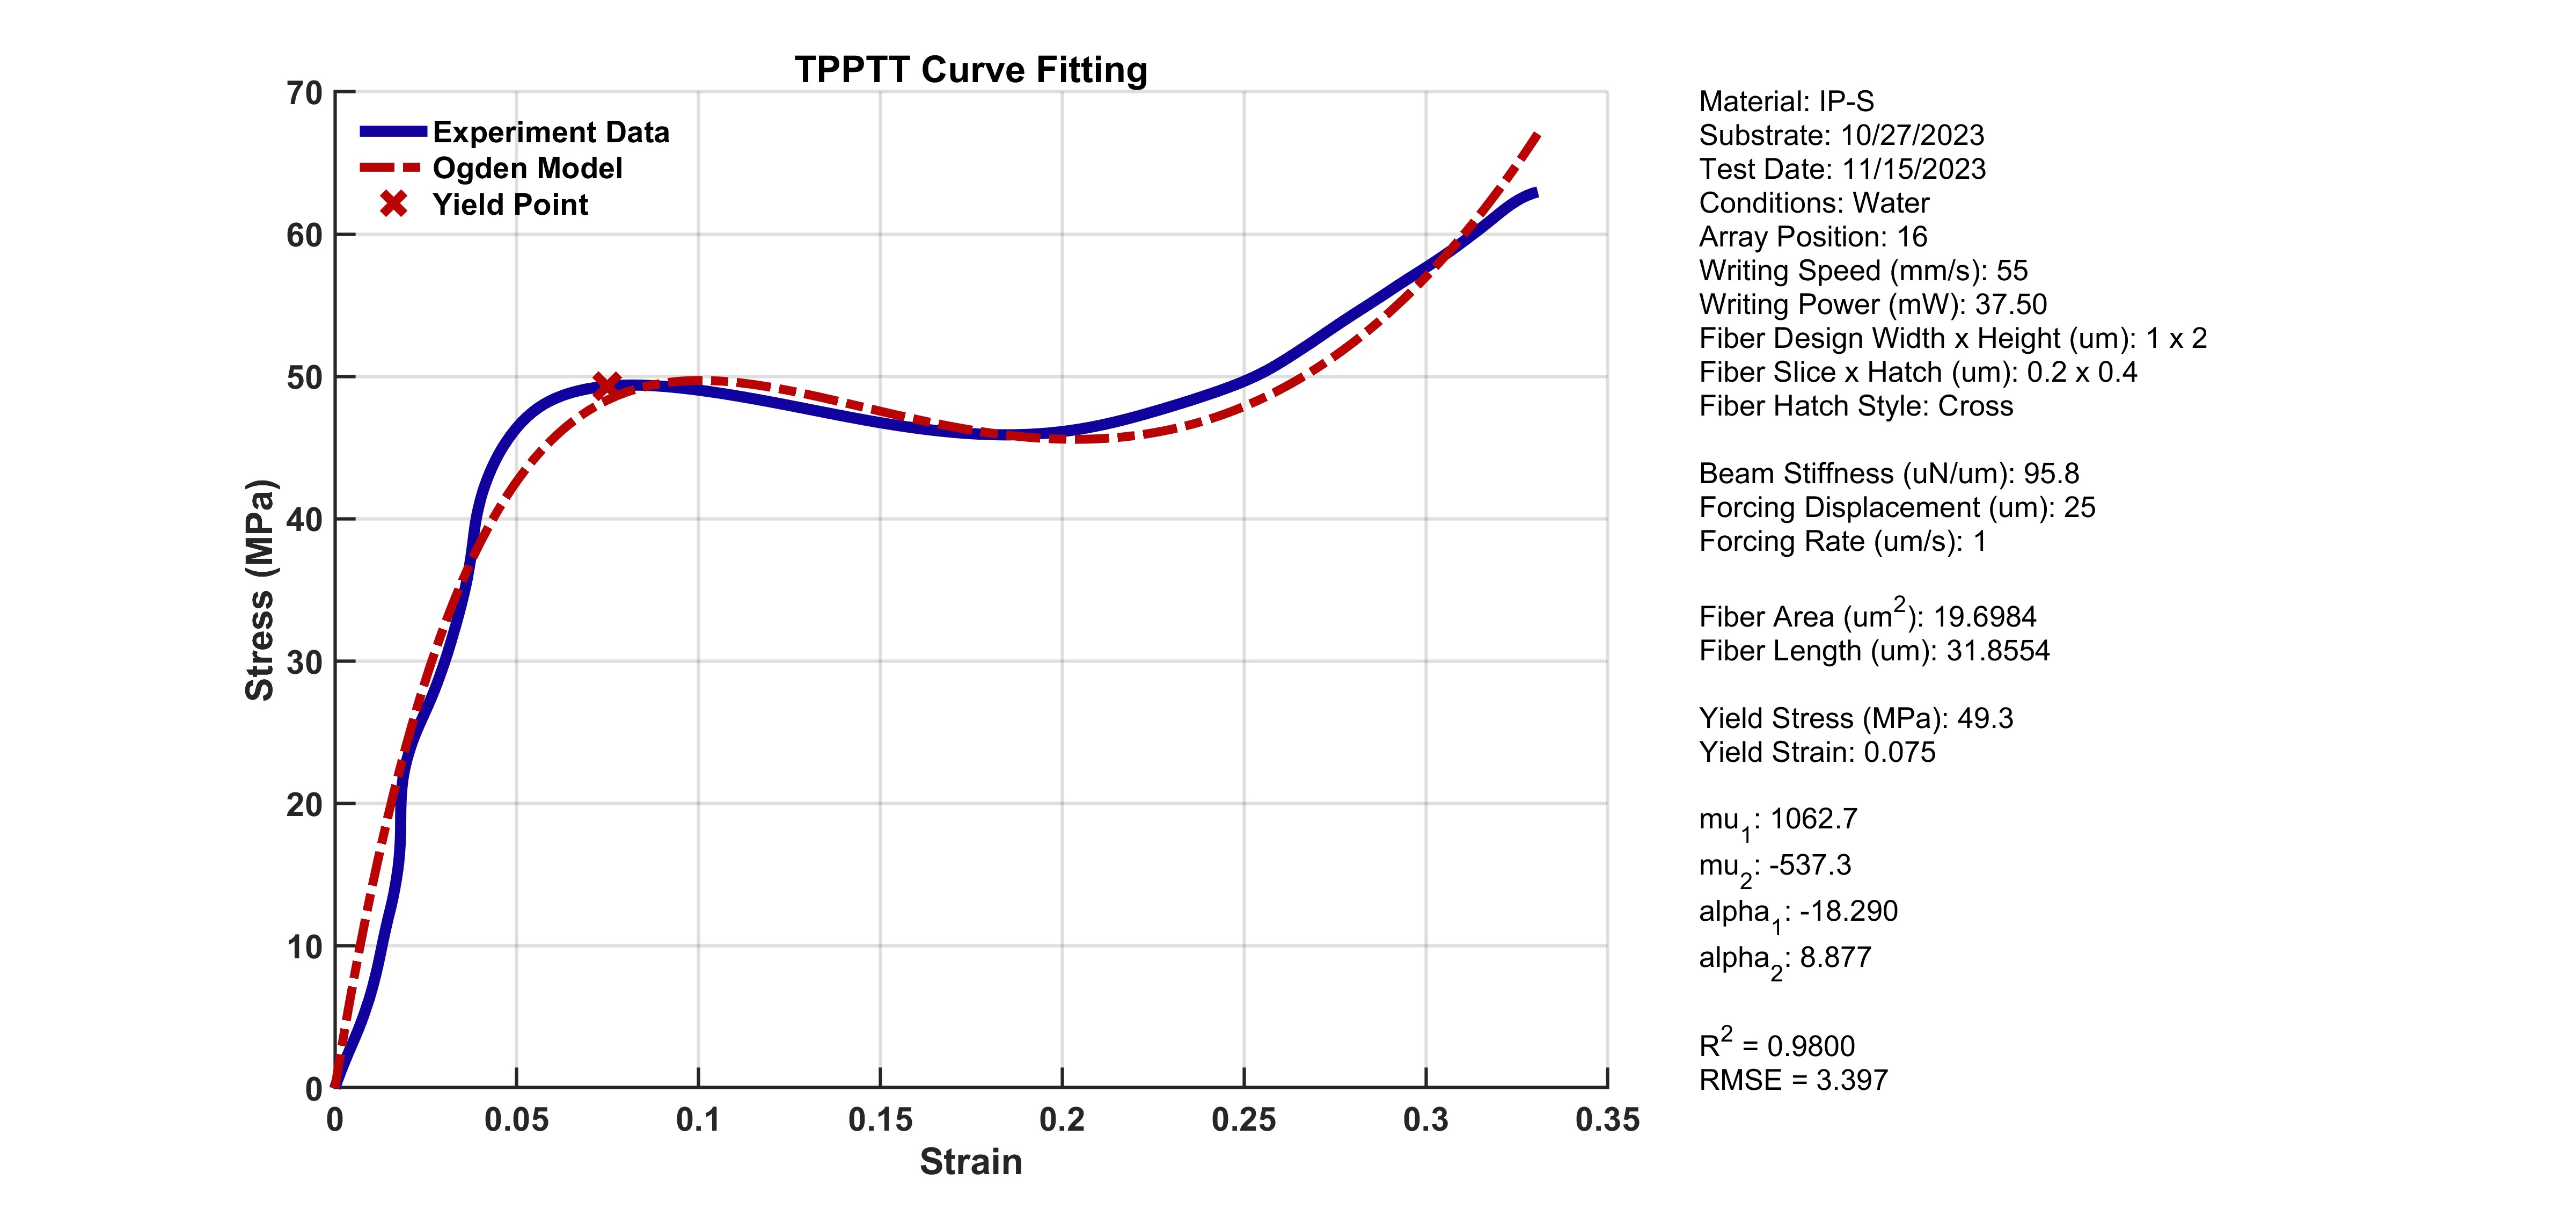 TPPTT Curve Fitting
Experiment Data
Ogden Model
Yield Point
Stress (MPa)
70
60
50
40
30
20
10
0
0 0.05 0.1 0.15 0.2 0.25 0.3 0.35
Strain
Material: IP-S
Substrate: 10/27/2023
Test Date: 11/15/2023
Conditions: Water
Array Position: 16
Writing Speed (mm/s): 55
Writing Power (mW): 37.50
Fiber Design Width x Height (um): 1 x 2
Fiber Slice x Hatch (um): 0.2 x 0.4
Fiber Hatch Style: Cross
Beam Stiffness (uN/um): 95.8
Forcing Displacement (um): 25
Forcing Rate (um/s): 1
Fiber Area (um²): 19.6984
Fiber Length (um): 31.8554
Yield Stress (MPa): 49.3
Yield Strain: 0.075
mu₁: 1062.7
mu₂: -537.3
alpha₁: -18.290
alpha₂: 8.877
R² = 0.9800
RMSE = 3.397